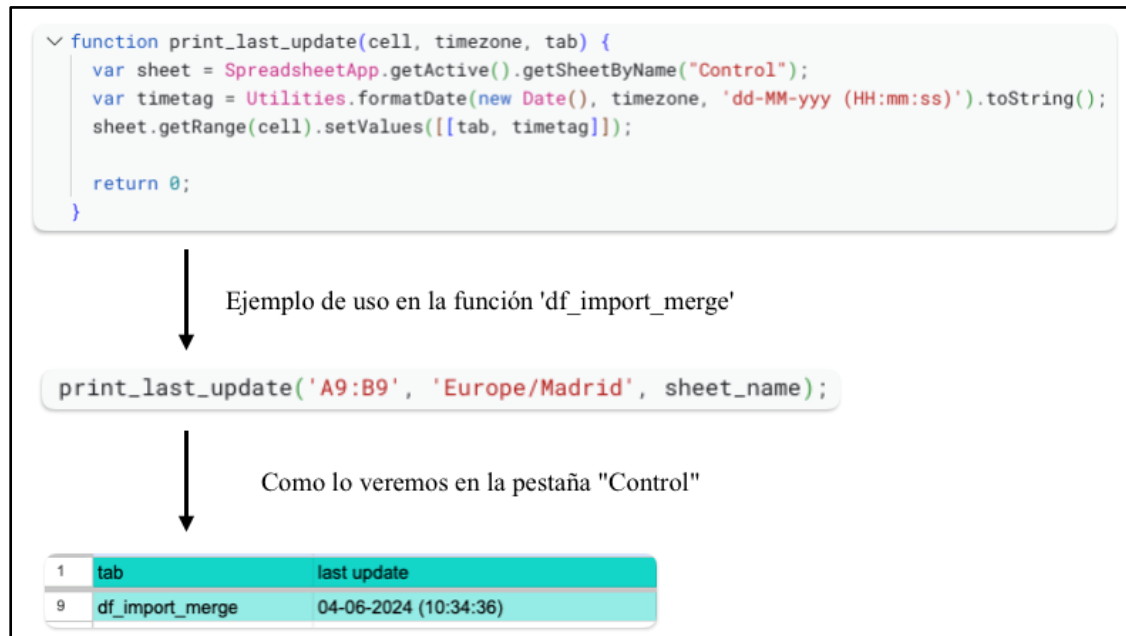 function print_last_update(cell, timezone, tab) {
var sheet = SpreadsheetApp.getActive().getSheetByName("Control");
var timetag = Utilities.formatDate(new Date(), timezone, 'dd-MM-yyy (HH:mm:ss)').toString();
sheet.getRange(cell).setValues([[tab, timetag]]);
return 0;
}
Ejemplo de uso en la función 'df_import_merge'
print_last_update('A9:B9', 'Europe/Madrid', sheet_name);
Como lo veremos en la pestaña "Control"
1 tab last update
9 df_import_merge 04-06-2024 (10:34:36)